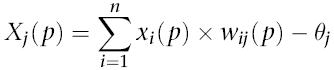 $X_j(p) = \sum_{i=1}^{n} x_i(p) \times w_{ij}(p) - \theta_j$